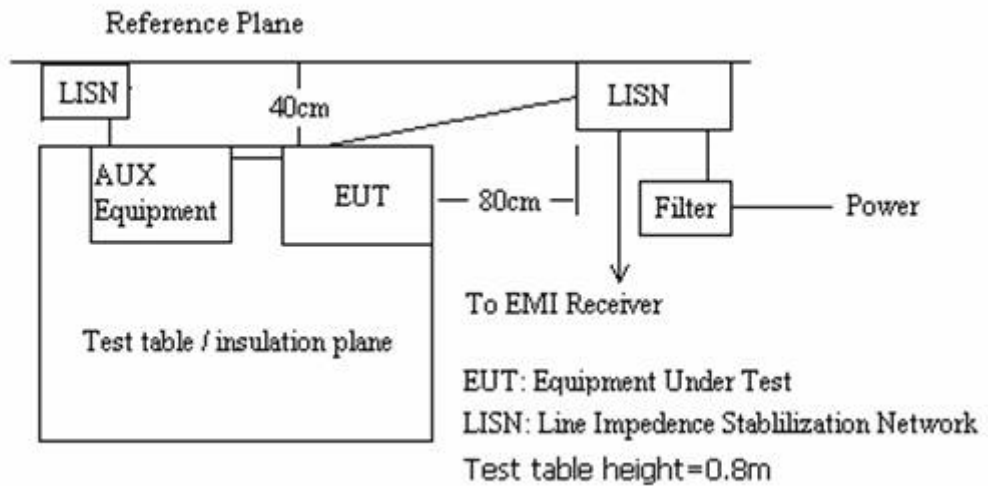 Reference Plane
LISN
40cm
LISN
AUX
Equipment
EUT
80cm
Filter
Power
To EMI Receiver
Test table / insulation plane
EUT: Equipment Under Test
LISN: Line Impedence Stablilization Network
Test table height=0.8m